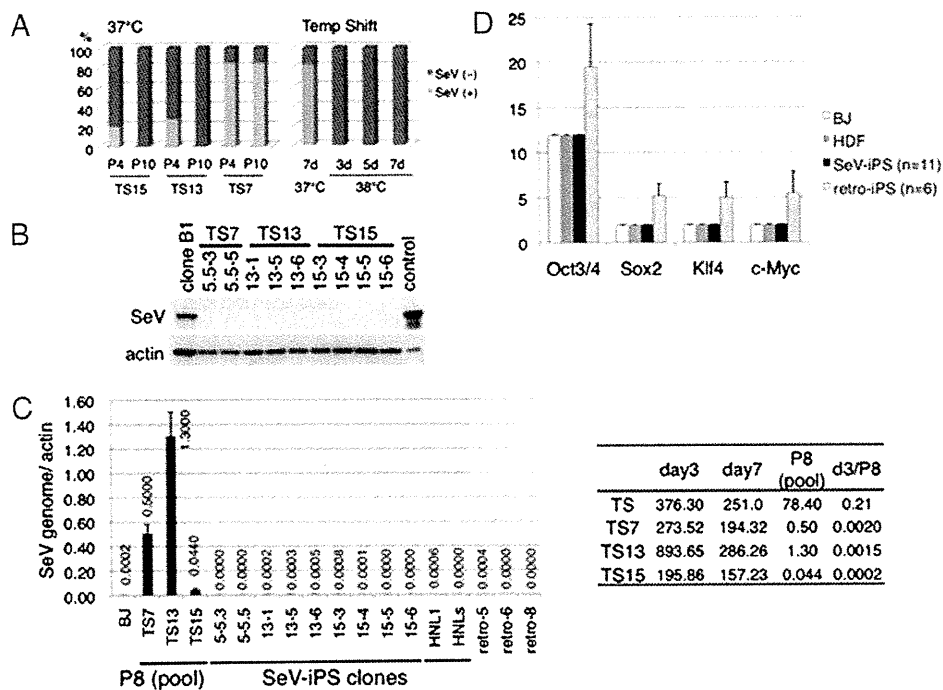 A
37°C
Temp Shift
%
100
80
60
40
20
0
SeV (-)
SeV (+)
P4 P10 P4 P10 P4 P10
TS15 TS13 TS7
7d 3d 5d 7d
37°C 38°C
B
TS7 TS13 TS15
clone B1
5.5-3
5.5-5
13-1
13-5
13-6
15-3
15-4
15-5
15-6
control
SeV
actin
C
SeV genome/ actin
1.60
1.40
1.20
1.00
0.80
0.60
0.40
0.20
0.00
0.0002
0.5000
1.3000
0.0440
0.0000
0.0000
0.0002
0.0003
0.0005
0.0008
0.0001
0.0000
0.0000
0.0006
0.0000
0.0004
0.0000
0.0000
BJ
TS7
TS13
TS15
5-5.3
5-5.5
13-1
13-5
13-6
15-3
15-4
15-5
15-6
HNL1
HNLs
retro-5
retro-6
retro-8
P8 (pool)
SeV-iPS clones
D
25
20
15
10
5
0
Oct3/4 Sox2 Klf4 c-Myc
BJ
HDF
SeV-iPS (n=11)
retro-iPS (n=6)
day3 day7 P8 (pool) d3/P8
TS 376.30 251.0 78.40 0.21
TS7 273.52 194.32 0.50 0.0020
TS13 893.65 286.26 1.30 0.0015
TS15 195.86 157.23 0.044 0.0002